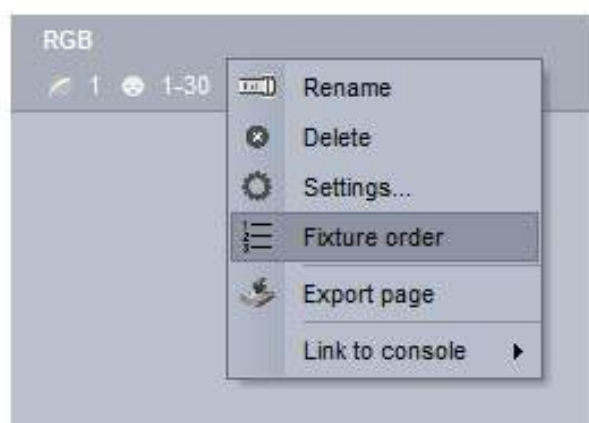 RGB
1 1-30
Rename
Delete
Settings...
Fixture order
Export page
Link to console